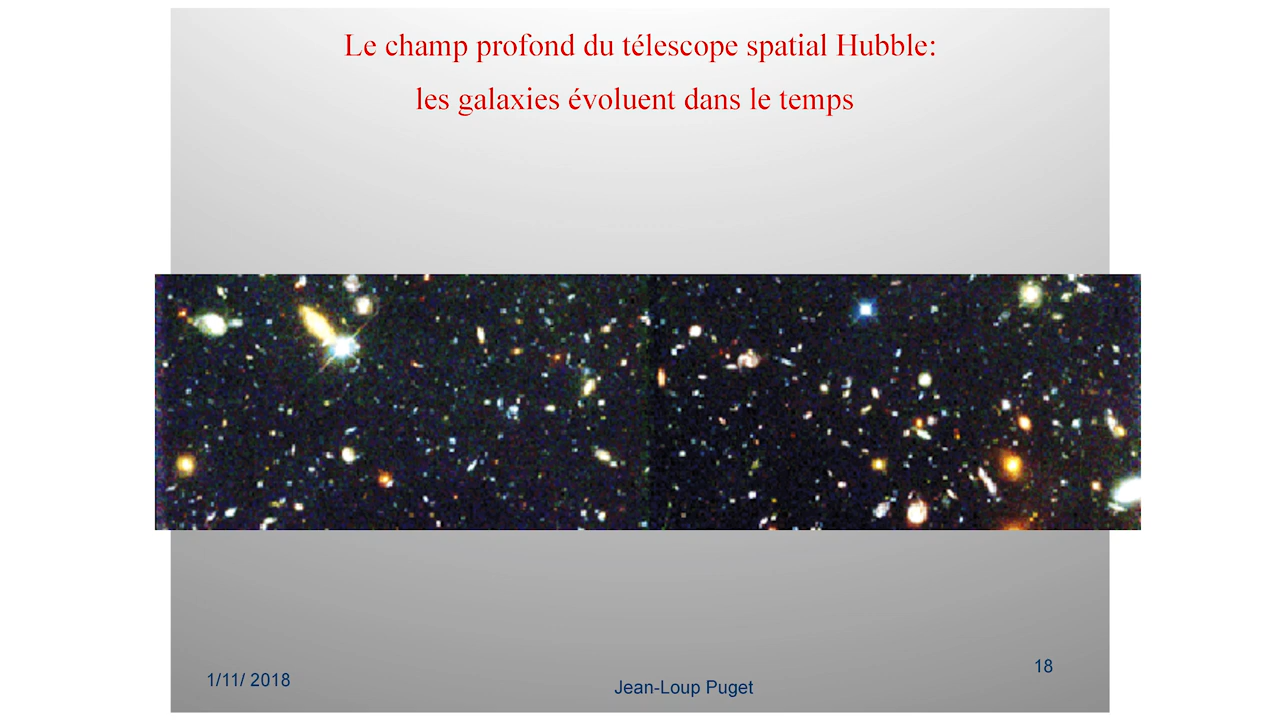 Le champ profond du télescope spatial Hubble:
les galaxies évoluent dans le temps
1/11/ 2018
Jean-Loup Puget
18